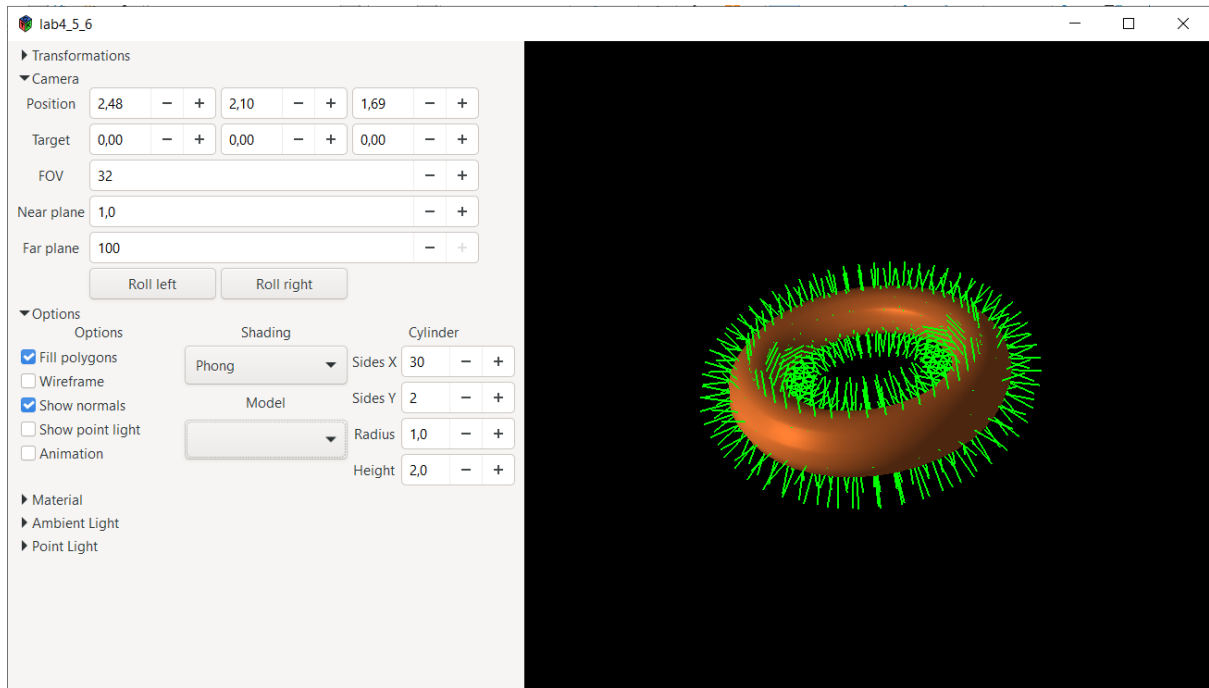 lab4_5_6
Transformations
Camera
Position 2,48 − + 2,10 − + 1,69 − +
Target 0,00 − + 0,00 − + 0,00 − +
FOV 32 − +
Near plane 1,0 − +
Far plane 100 − +
Roll left Roll right
Options
Options Shading Cylinder
Fill polygons Phong Sides X 30 − +
Wireframe
Show normals Model Sides Y 2 − +
Show point light Radius 1,0 − +
Animation Height 2,0 − +
Material
Ambient Light
Point Light